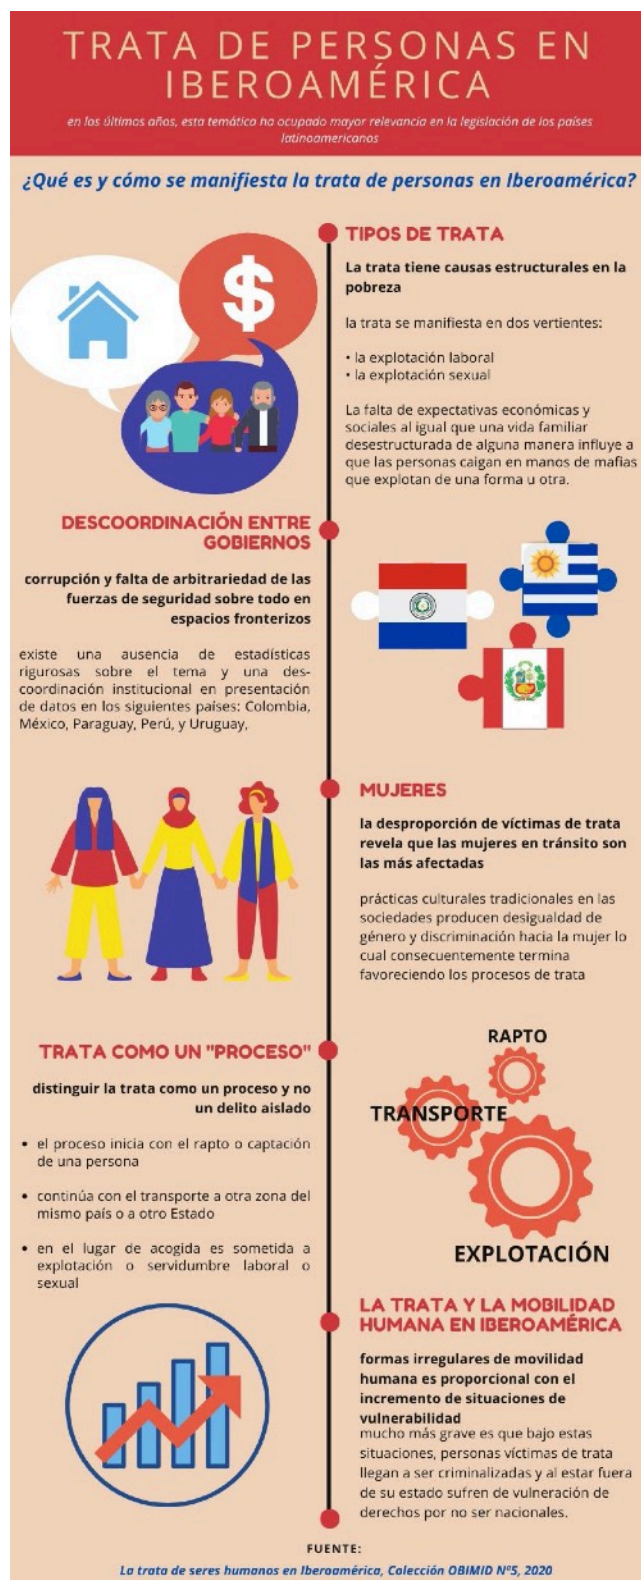 TRATA DE PERSONAS EN
IBEROAMÉRICA
en los últimos años, esta temática ha ocupado mayor relevancia en la legislación de los países
latinoamericanos
¿Qué es y cómo se manifiesta la trata de personas en Iberoamérica?
TIPOS DE TRATA
La trata tiene causas estructurales en la
pobreza
la trata se manifiesta en dos vertientes:
• la explotación laboral
• la explotación sexual
La falta de expectativas económicas y
sociales al igual que una vida familiar
desestructurada de alguna manera influye a
que las personas caigan en manos de mafias
que explotan de una forma u otra.
$
DESCOORDINACIÓN ENTRE
GOBIERNOS
corrupción y falta de arbitrariedad de las
fuerzas de seguridad sobre todo en
espacios fronterizos
existe una ausencia de estadísticas
rigurosas sobre el tema y una des-
coordinación institucional en presentación
de datos en los siguientes países: Colombia,
México, Paraguay, Perú, y Uruguay.
MUJERES
la desproporción de víctimas de trata
revela que las mujeres en tránsito son
las más afectadas
prácticas culturales tradicionales en las
sociedades producen desigualdad de
género y discriminación hacia la mujer lo
cual consecuentemente termina
favoreciendo los procesos de trata
TRATA COMO UN "PROCESO"
distinguir la trata como un proceso y no
un delito aislado
• el proceso inicia con el rapto o captación
de una persona
• continúa con el transporte a otra zona del
mismo país o a otro Estado
• en el lugar de acogida es sometida a
explotación o servidumbre laboral o
sexual
RAPTO
TRANSPORTE
EXPLOTACIÓN
LA TRATA Y LA MOBILIDAD
HUMANA EN IBEROAMÉRICA
formas irregulares de movilidad
humana es proporcional con el
incremento de situaciones de
vulnerabilidad
mucho más grave es que bajo estas
situaciones, personas víctimas de trata
llegan a ser criminalizadas y al estar fuera
de su estado sufren de vulneración de
derechos por no ser nacionales.
FUENTE:
La trata de seres humanos en Iberoamérica, Colección OBIMID Nº5, 2020